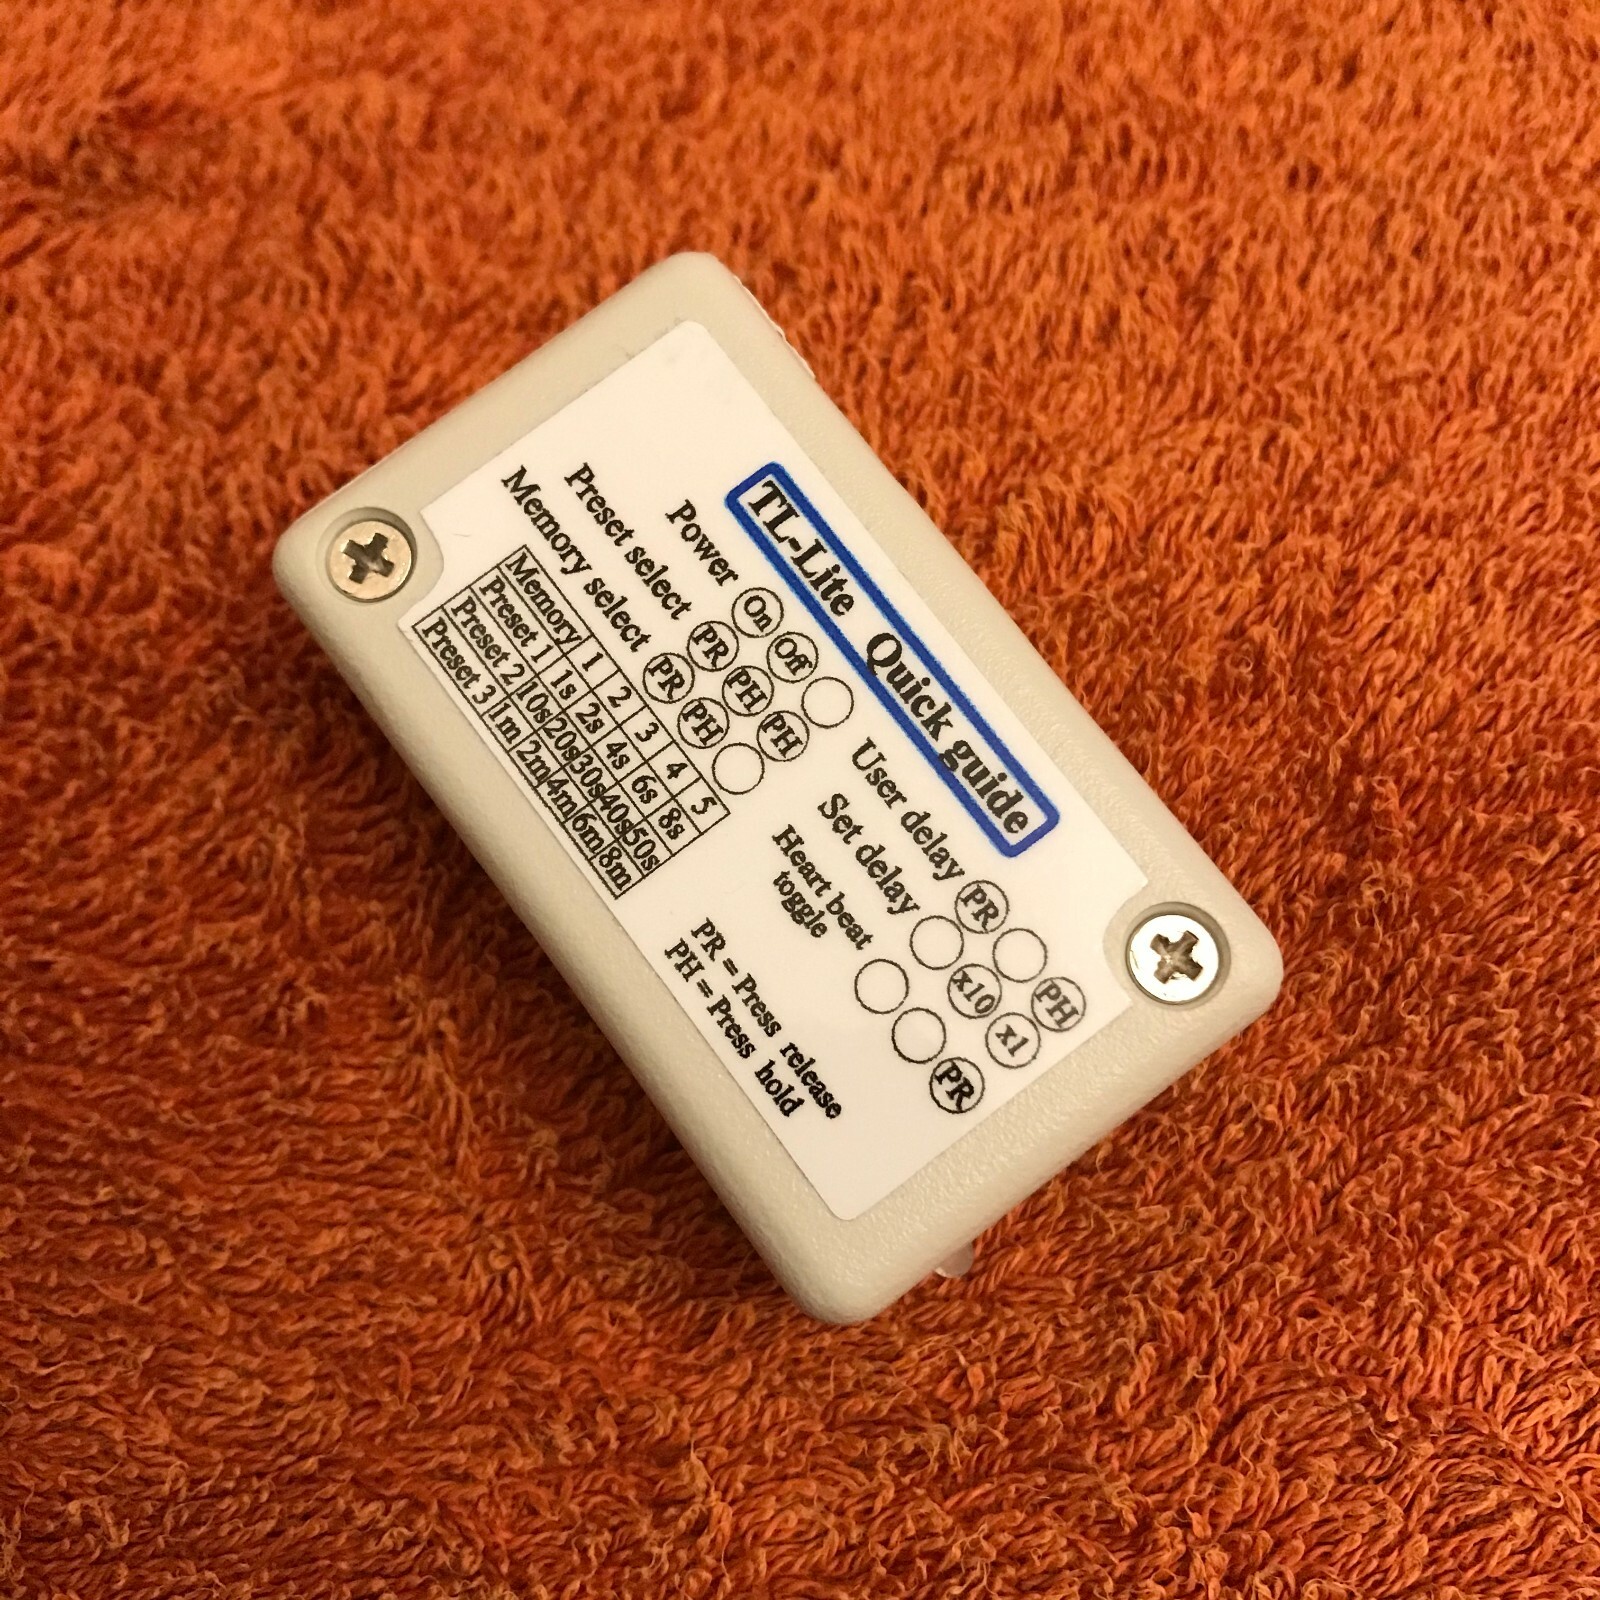 TL-Lite Quick guide
Power On Off
Preset select PR PH PH
Memory select PR PH
Memory 1 2 3 4 5
Preset 1 1s 2s 4s 6s 8s
Preset 2 10s 20s 30s 40s 50s
Preset 3 1m 2m 4m 6m 8m
User delay PR PH
Set delay x10 x1
Heart beat
toggle PR
PR = Press release
PH = Press hold